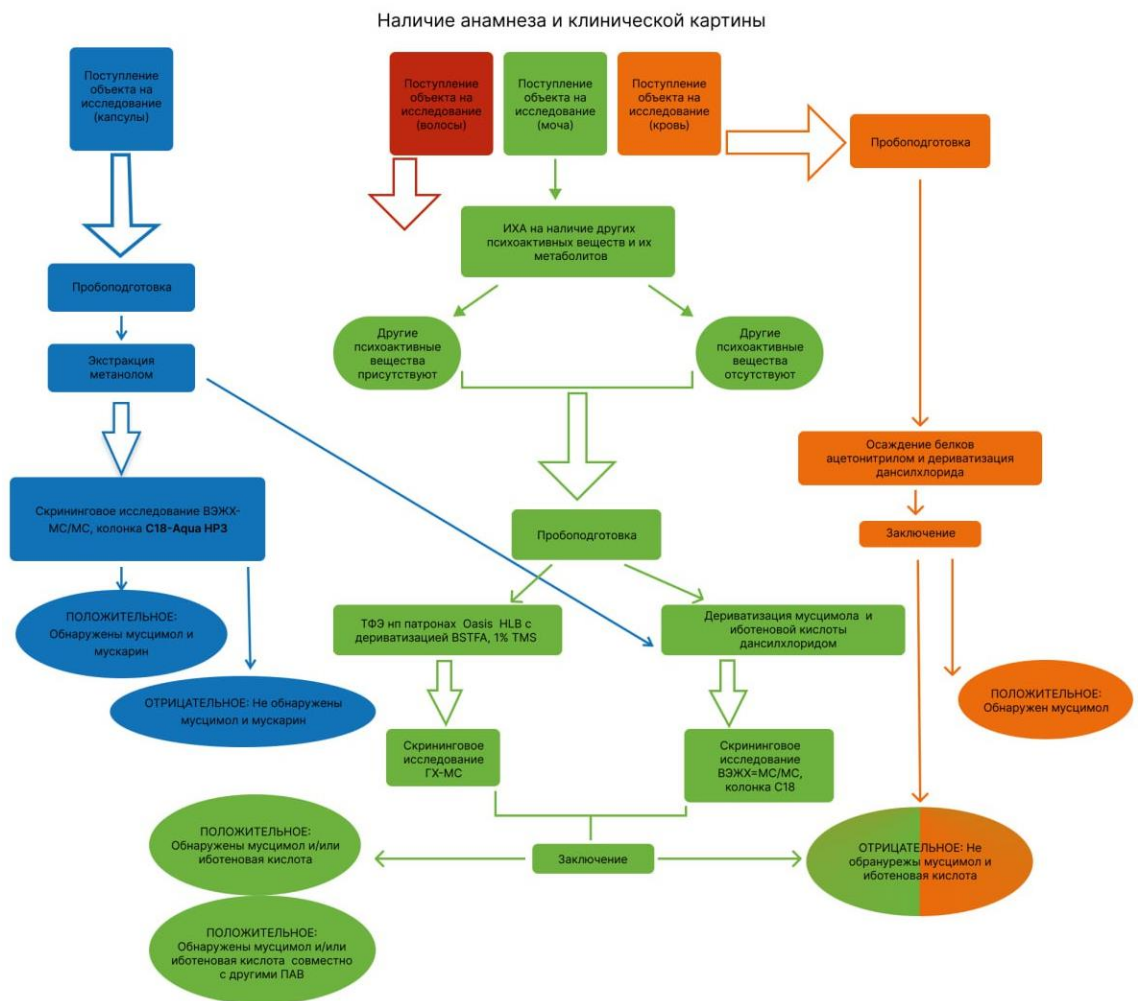 Наличие анамнеза и клинической картины
Поступление
объекта на
исследование
(капсулы)
Поступление
объекта на
исследование
(волосы)
Поступление
объекта на
исследование
(моча)
Поступление
объекта на
исследование
(кровь)
Пробоподготовка
ИХА на наличие других
психоактивных веществ и их
метаболитов
Пробоподготовка
Другие
психоактивные
вещества
присутствуют
Другие
психоактивные
вещества
отсутствуют
Экстракция
метанолом
Осаждение белков
ацетонитрилом и дериватизация
дансилхлорида
Скрининговое исследование ВЭЖХ-
МС/МС, колонка C18-Aqua HP3
Пробоподготовка
Заключение
ПОЛОЖИТЕЛЬНОЕ:
Обнаружены мусцимол и
мускарин
ТФЭ нп патронах Oasis HLB с
дериватизацией BSTFA, 1% TMS
Дериватизация мусцимола и
иботеновой кислоты
дансилхлоридом
ОТРИЦАТЕЛЬНОЕ: Не обнаружены
мусцимол и мускарин
ПОЛОЖИТЕЛЬНОЕ:
Обнаружен мусцимол
Скрининговое
исследование
ГХ-МС
Скрининговое
исследование
ВЭЖХ=МС/МС,
колонка С18
ПОЛОЖИТЕЛЬНОЕ:
Обнаружены мусцимол и/или
иботеновая кислота
Заключение
ОТРИЦАТЕЛЬНОЕ: Не
обранурежы мусцимол и
иботеновая кислота
ПОЛОЖИТЕЛЬНОЕ:
Обнаружены мусцимол и/или
иботеновая кислота совместно
с другими ПАВ